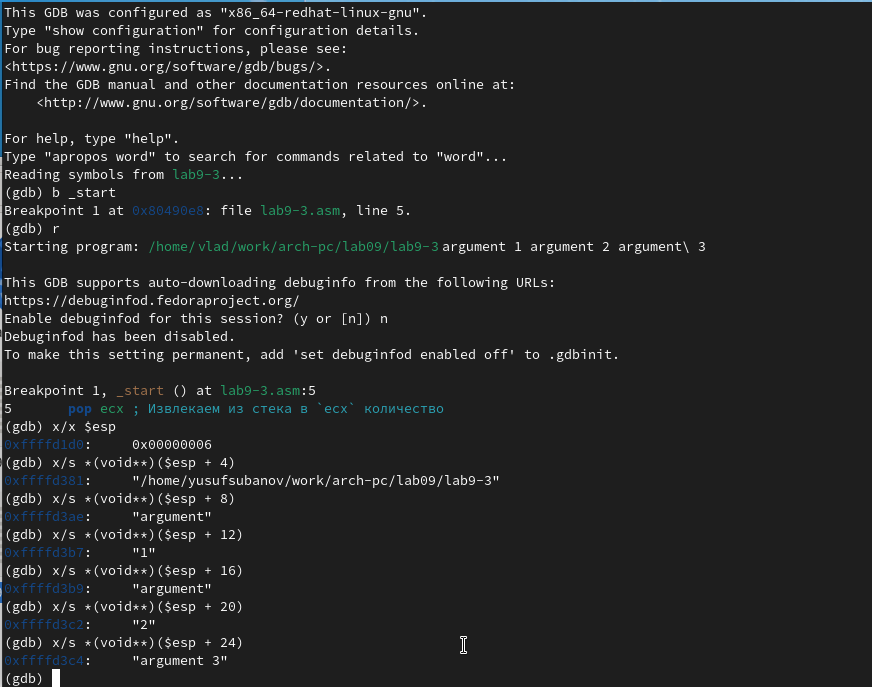 This GDB was configured as "x86_64-redhat-linux-gnu".
Type "show configuration" for configuration details.
For bug reporting instructions, please see:
<https://www.gnu.org/software/gdb/bugs/>.
Find the GDB manual and other documentation resources online at:
    <http://www.gnu.org/software/gdb/documentation/>.

For help, type "help".
Type "apropos word" to search for commands related to "word"...
Reading symbols from lab9-3...
(gdb) b _start
Breakpoint 1 at 0x80490e8: file lab9-3.asm, line 5.
(gdb) r
Starting program: /home/vlad/work/arch-pc/lab09/lab9-3 argument 1 argument 2 argument\ 3

This GDB supports auto-downloading debuginfo from the following URLs:
https://debuginfod.fedoraproject.org/
Enable debuginfod for this session? (y or [n]) n
Debuginfod has been disabled.
To make this setting permanent, add 'set debuginfod enabled off' to .gdbinit.

Breakpoint 1, _start () at lab9-3.asm:5
5       pop ecx ; Извлекаем из стека в `ecx` количество
(gdb) x/x $esp
0xffffd1d0:     0x00000006
(gdb) x/s *(void**)($esp + 4)
0xffffd381:     "/home/yusufsubanov/work/arch-pc/lab09/lab9-3"
(gdb) x/s *(void**)($esp + 8)
0xffffd3ae:     "argument"
(gdb) x/s *(void**)($esp + 12)
0xffffd3b7:     "1"
(gdb) x/s *(void**)($esp + 16)
0xffffd3b9:     "argument"
(gdb) x/s *(void**)($esp + 20)
0xffffd3c2:     "2"
(gdb) x/s *(void**)($esp + 24)
0xffffd3c4:     "argument 3"
(gdb)